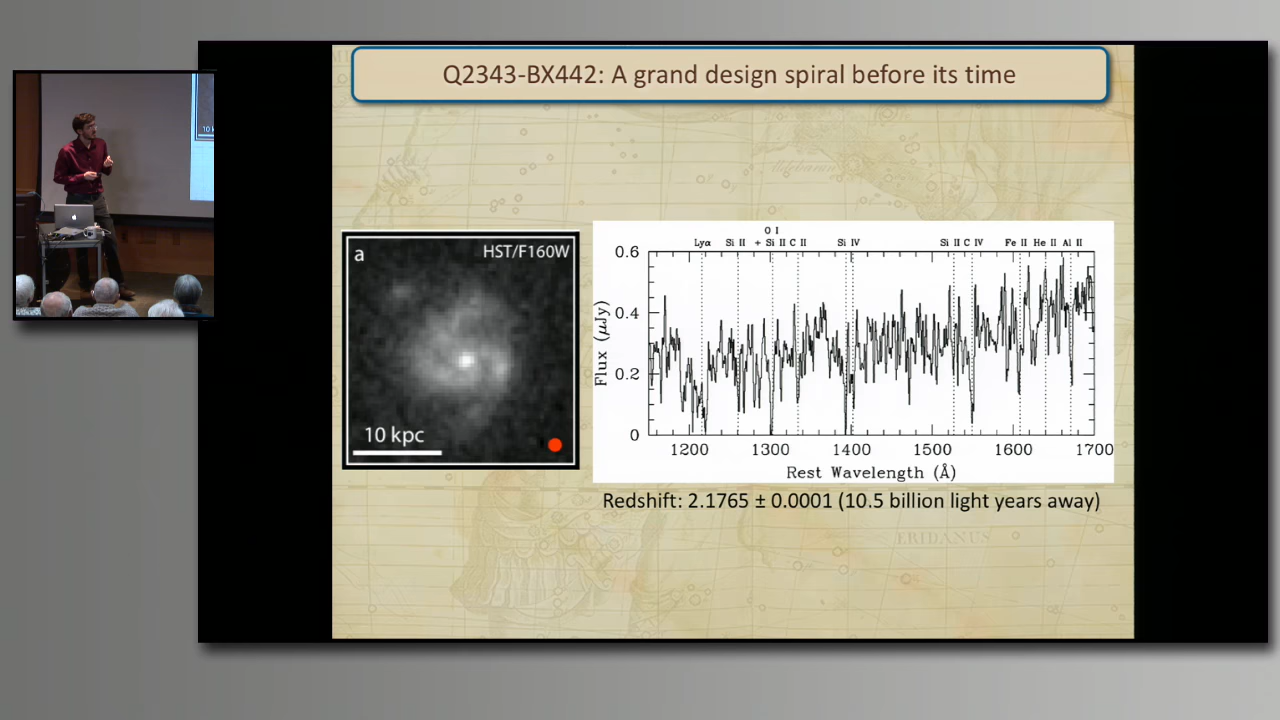 Q2343-BX442: A grand design spiral before its time
a
HST/F160W
10 kpc
O I
Lyα Si II + Si II C II Si IV Si II C IV Fe II He II Al II
0.6
0.4
0.2
0
Flux (μJy)
1200 1300 1400 1500 1600 1700
Rest Wavelength (Å)
Redshift: 2.1765 ± 0.0001 (10.5 billion light years away)
ERIDANUS
10